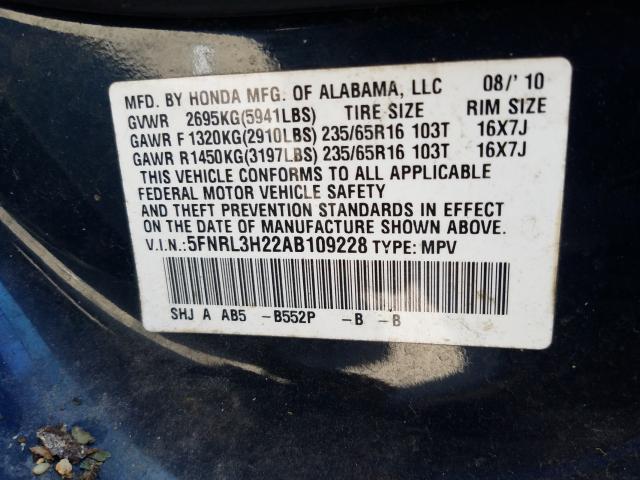 MFD. BY HONDA MFG. OF ALABAMA, LLC 08/'10
GVWR 2695KG(5941LBS) TIRE SIZE RIM SIZE
GAWR F 1320KG(2910LBS) 235/65R16 103T 16X7J
GAWR R1450KG(3197LBS) 235/65R16 103T 16X7J
THIS VEHICLE CONFORMS TO ALL APPLICABLE
FEDERAL MOTOR VEHICLE SAFETY
AND THEFT PREVENTION STANDARDS IN EFFECT
ON THE DATE OF MANUFACTURE SHOWN ABOVE.
V.I.N.:5FNRL3H22AB109228 TYPE: MPV
SHJ A AB5 -B552P -B -B